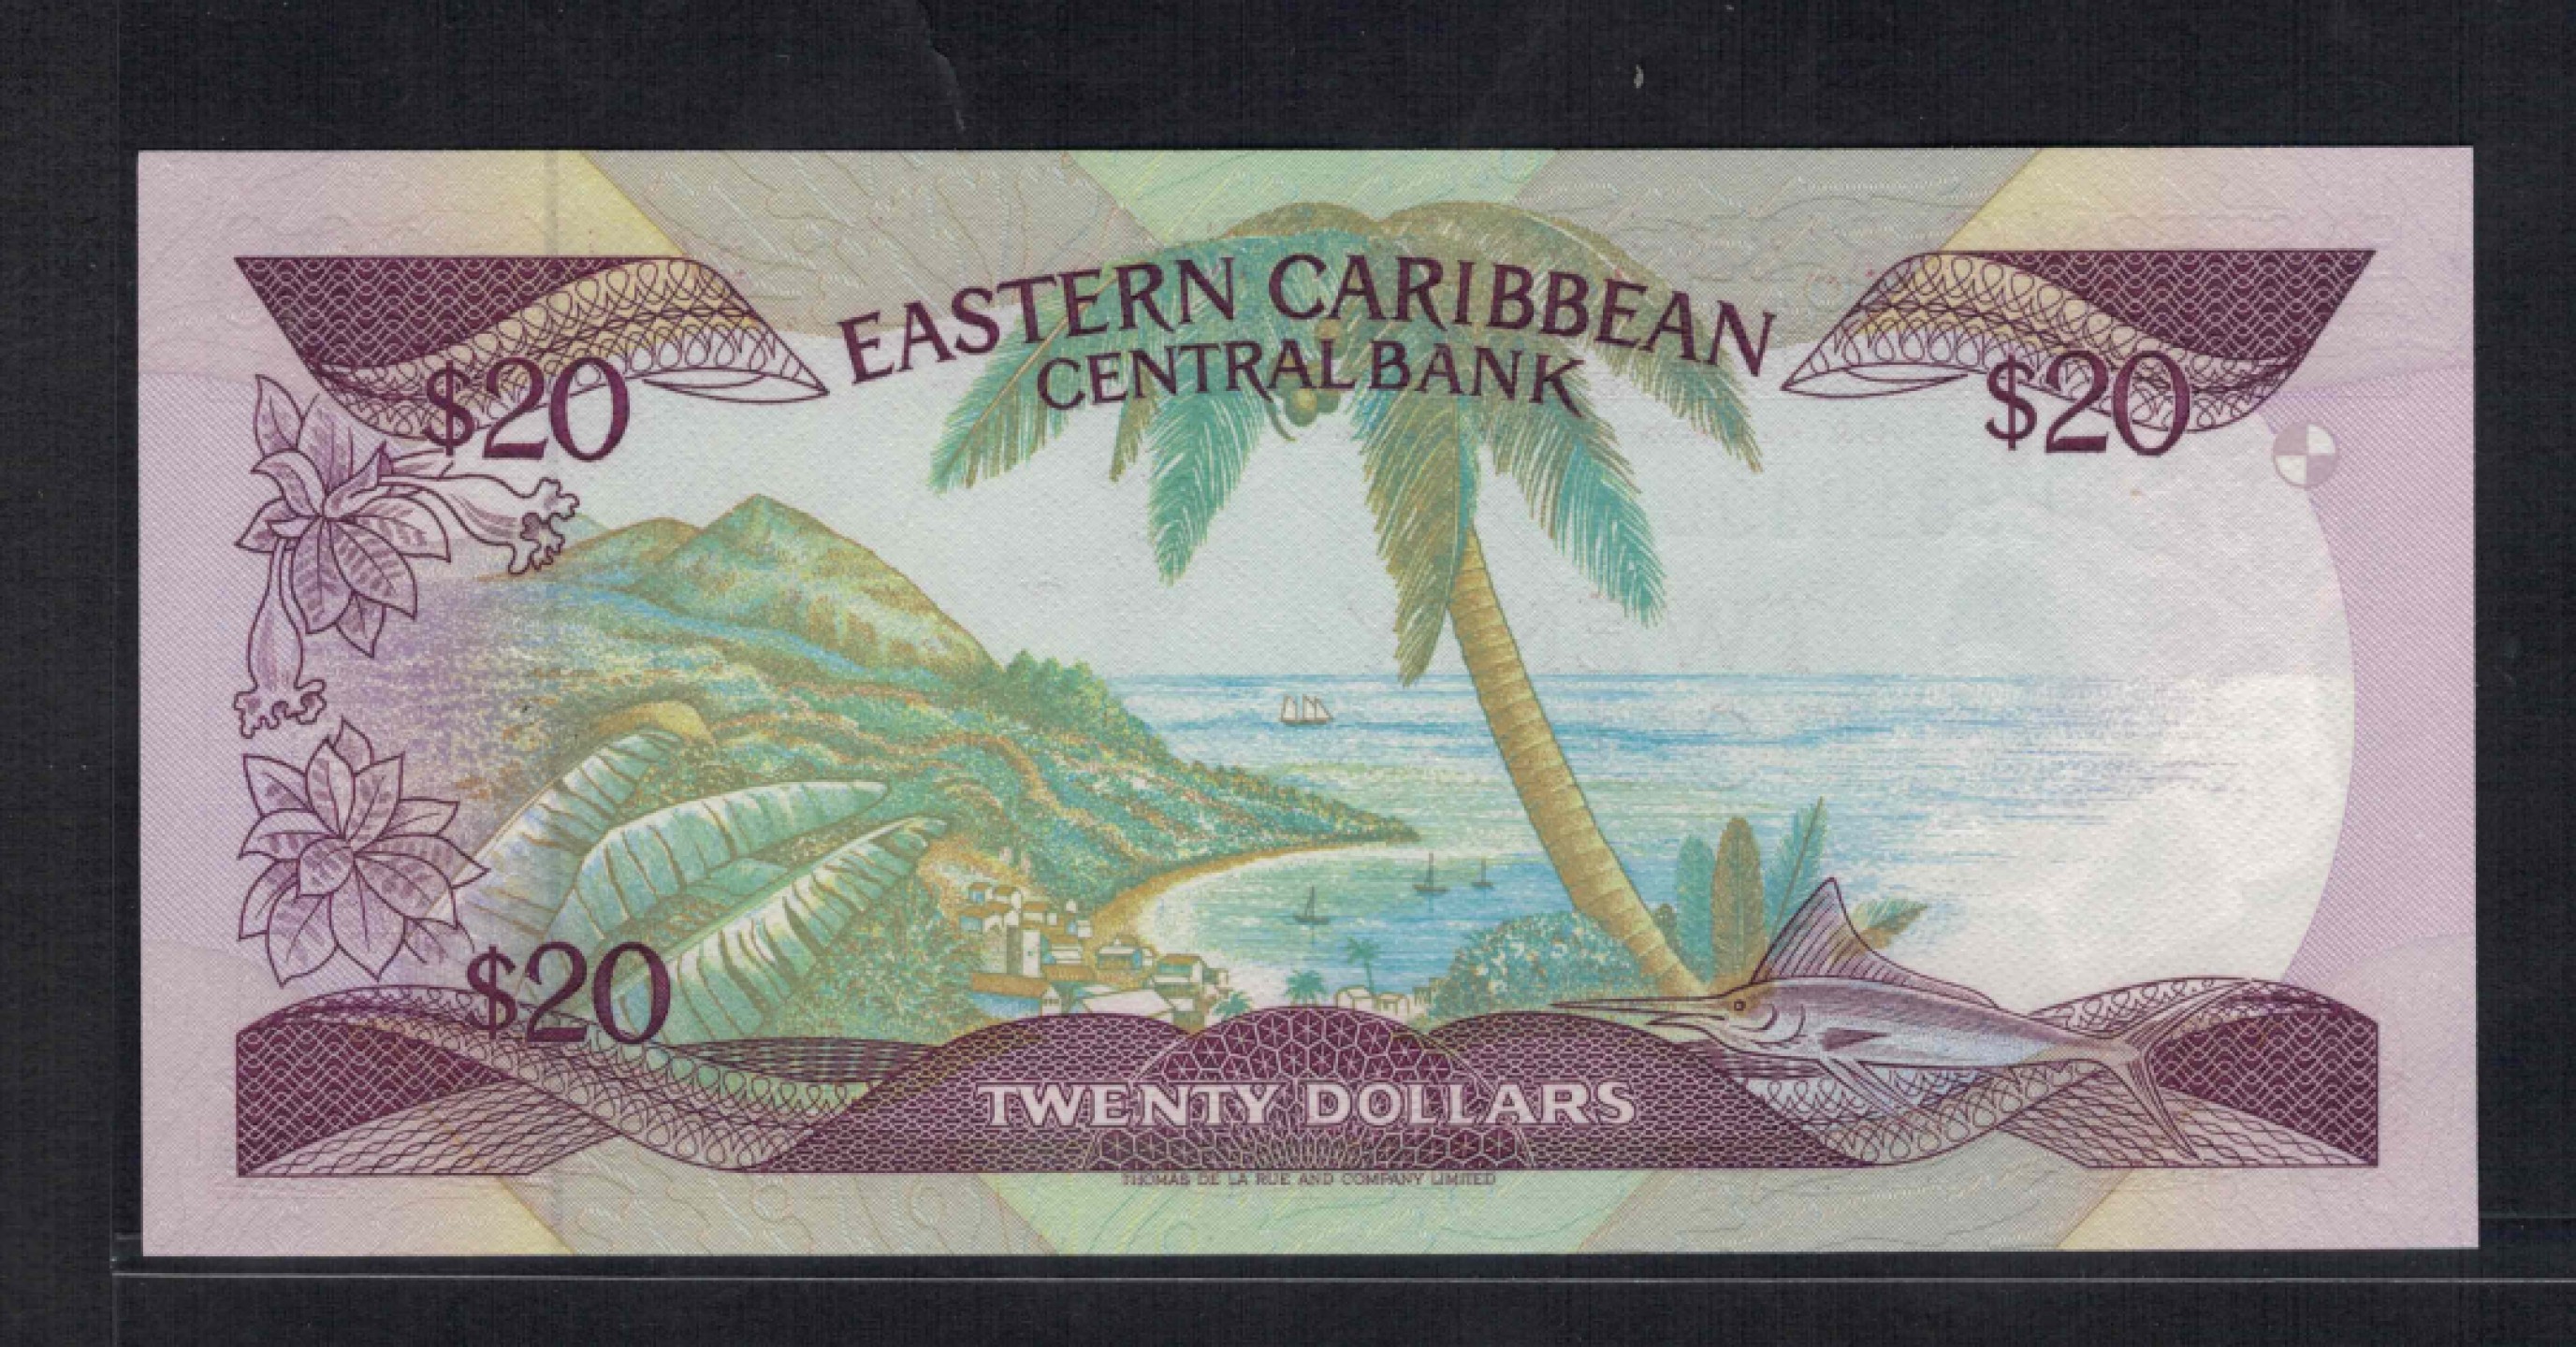 EASTERN CARIBBEAN
CENTRAL BANK
$20
$20
$20
TWENTY DOLLARS
THOMAS DE LA RUE AND COMPANY LIMITED